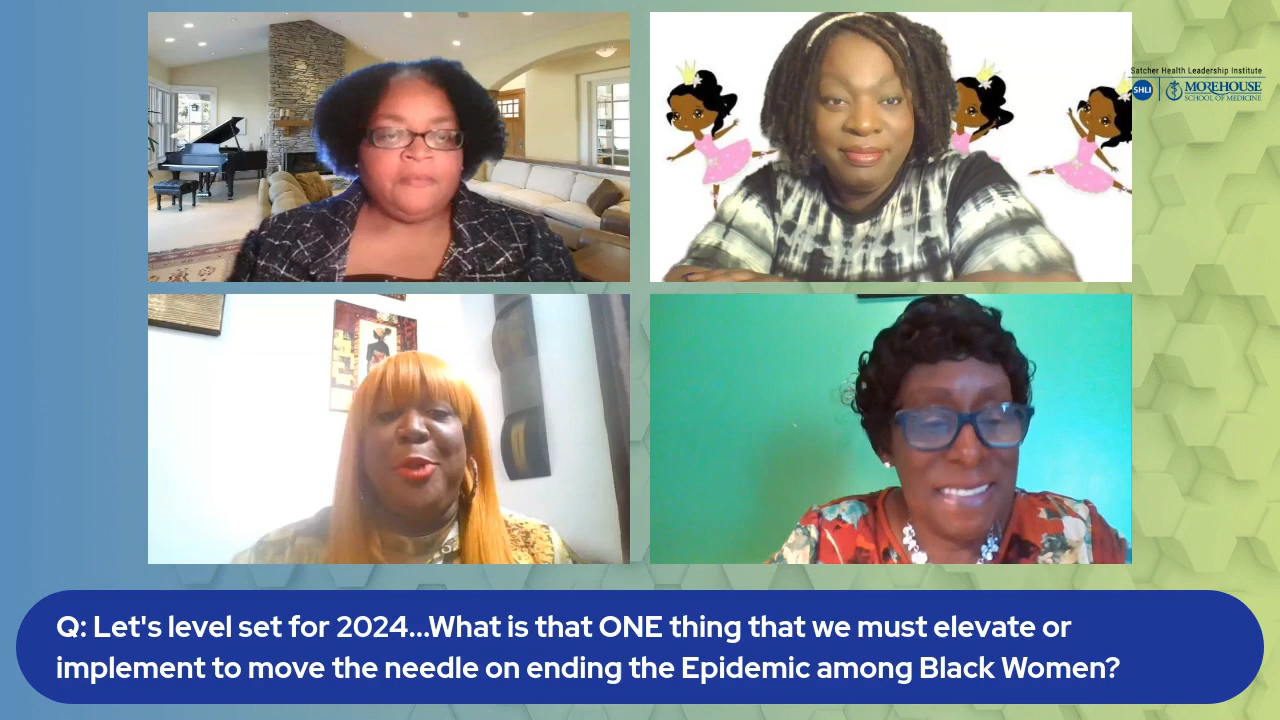 Satcher Health Leadership Institute
SHLI
MOREHOUSE
SCHOOL OF MEDICINE
Q: Let's level set for 2024...What is that ONE thing that we must elevate or
implement to move the needle on ending the Epidemic among Black Women?